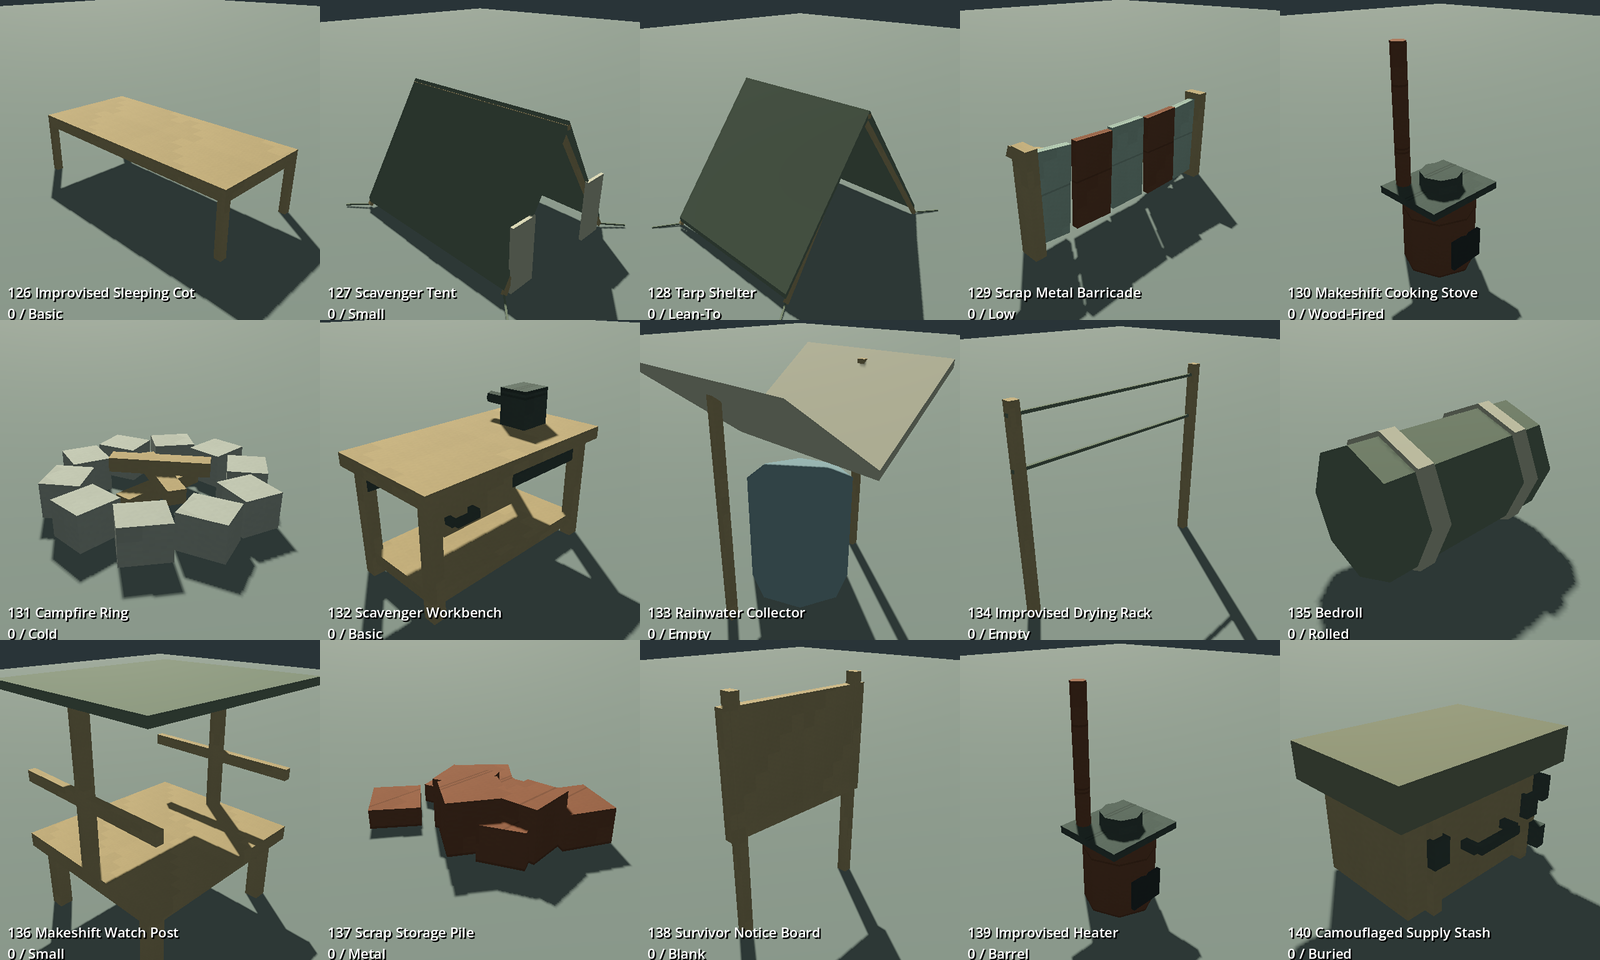 126 Improvised Sleeping Cot
0 / Basic
127 Scavenger Tent
0 / Small
128 Tarp Shelter
0 / Lean-To
129 Scrap Metal Barricade
0 / Low
130 Makeshift Cooking Stove
0 / Wood-Fired
131 Campfire Ring
0 / Cold
132 Scavenger Workbench
0 / Basic
133 Rainwater Collector
0 / Empty
134 Improvised Drying Rack
0 / Empty
135 Bedroll
0 / Rolled
136 Makeshift Watch Post
0 / Small
137 Scrap Storage Pile
0 / Metal
138 Survivor Notice Board
0 / Blank
139 Improvised Heater
0 / Barrel
140 Camouflaged Supply Stash
0 / Buried